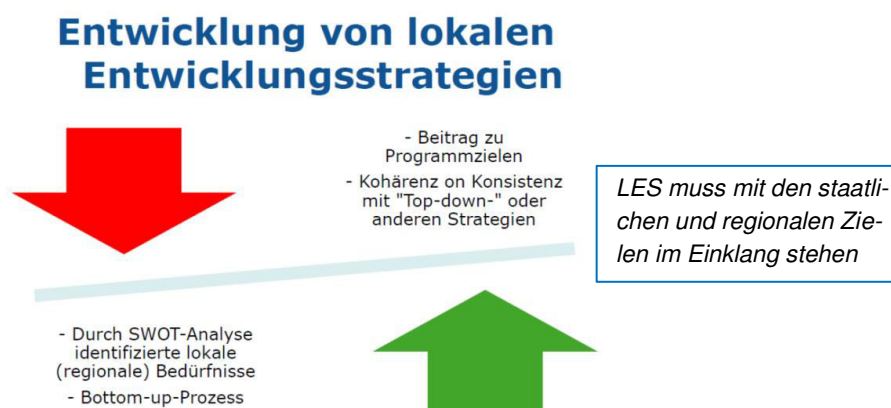 Entwicklung von lokalen
Entwicklungsstrategien
- Beitrag zu
Programmzielen
- Kohärenz on Konsistenz
mit "Top-down-" oder
anderen Strategien
LES muss mit den staatli-
chen und regionalen Zie-
len im Einklang stehen
- Durch SWOT-Analyse
identifizierte lokale
(regionale) Bedürfnisse
- Bottom-up-Prozess